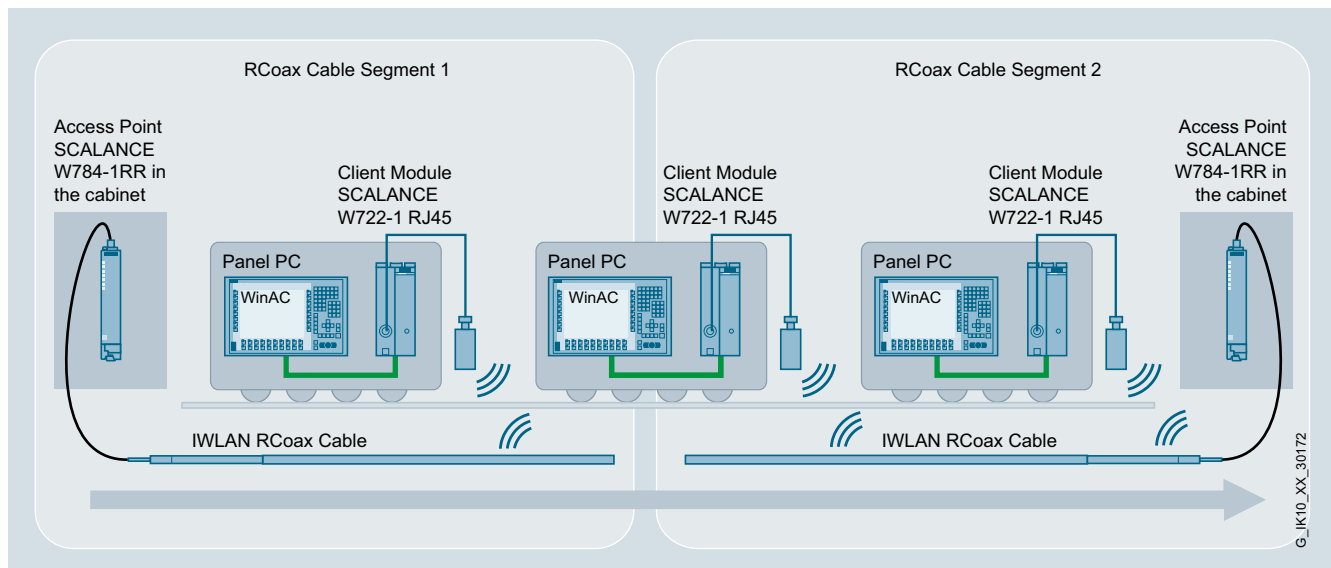 RCoax Cable Segment 1
RCoax Cable Segment 2
Access Point
SCALANCE
W784-1RR in
the cabinet
Client Module
SCALANCE
W722-1 RJ45
Client Module
SCALANCE
W722-1 RJ45
Client Module
SCALANCE
W722-1 RJ45
Access Point
SCALANCE
W784-1RR in
the cabinet
Panel PC
WinAC
Panel PC
WinAC
Panel PC
WinAC
IWLAN RCoax Cable
IWLAN RCoax Cable
G_IK10_XX_30172